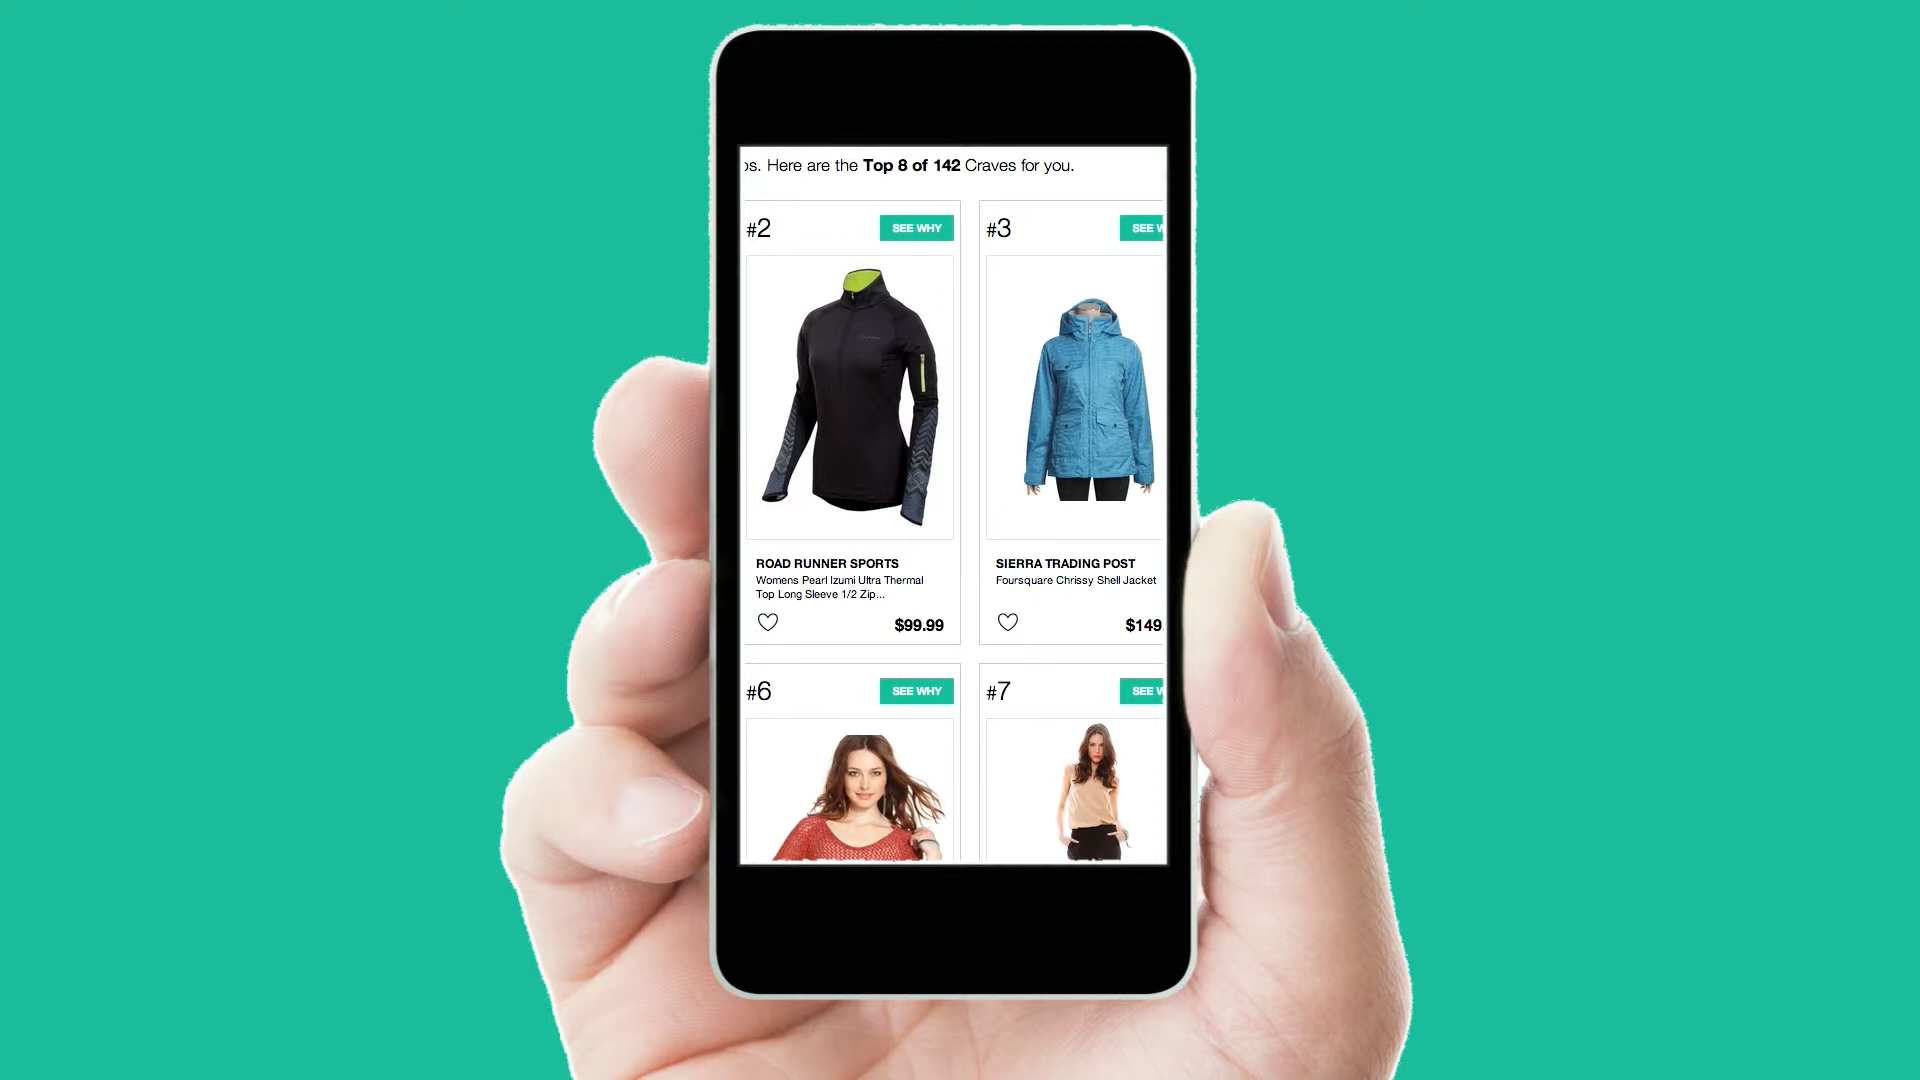 Here are the Top 8 of 142 Craves for you.
#2
SEE WHY
#3
SEE
ROAD RUNNER SPORTS
Womens Pearl Izumi Ultra Thermal
Top Long Sleeve 1/2 Zip...
$99.99
SIERRA TRADING POST
Foursquare Chrissy Shell Jacket
$149
#6
SEE WHY
#7
SEE